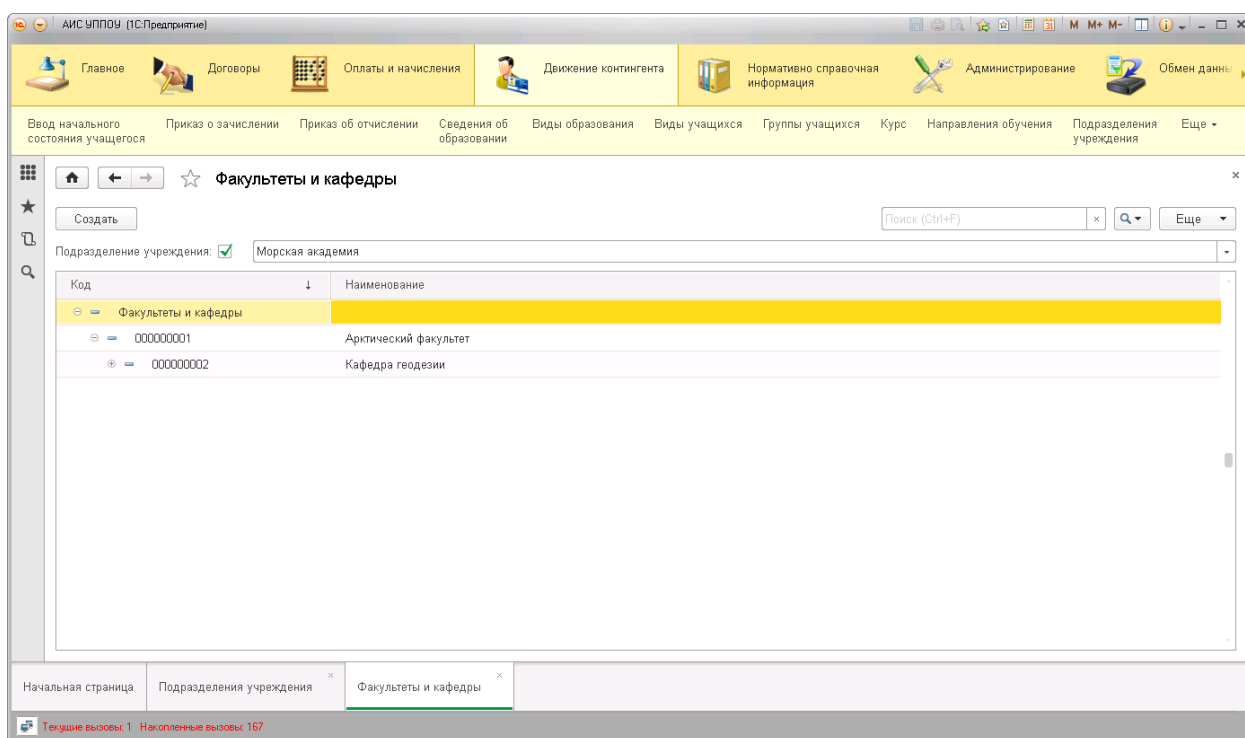 АИС УППОУ (1С:Предприятие)
M M+ M-
Главное
Договоры
Оплаты и начисления
Движение контингента
Нормативно справочная
информация
Администрирование
Обмен данны
Ввод начального
состояния учащегося
Приказ о зачислении
Приказ об отчислении
Сведения об
образовании
Виды образования
Виды учащихся
Группы учащихся
Курс
Направления обучения
Подразделения
учреждения
Еще
Факультеты и кафедры
Создать
Поиск (Ctrl+F)
Еще
Подразделение учреждения:
Морская академия
Код
Наименование
Факультеты и кафедры
000000001
Арктический факультет
000000002
Кафедра геодезии
Начальная страница
Подразделения учреждения
Факультеты и кафедры
Текущие вызовы: 1 Накопленные вызовы: 167